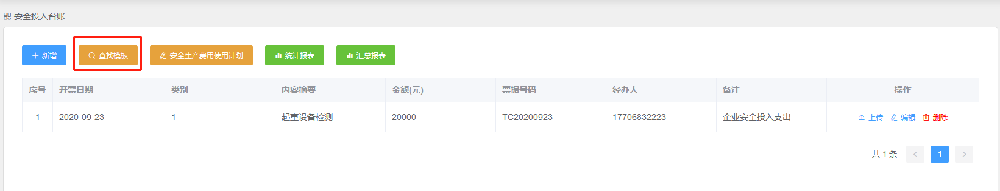 安全投入台账
新增 查找模板 安全生产费用使用计划 统计报表 汇总报表
序号 开票日期 类别 内容摘要 金额(元) 票据号码 经办人 备注 操作
1 2020-09-23 1 起重设备检测 20000 TC20200923 17706832223 企业安全投入支出 上传 编辑 删除
共 1 条 1